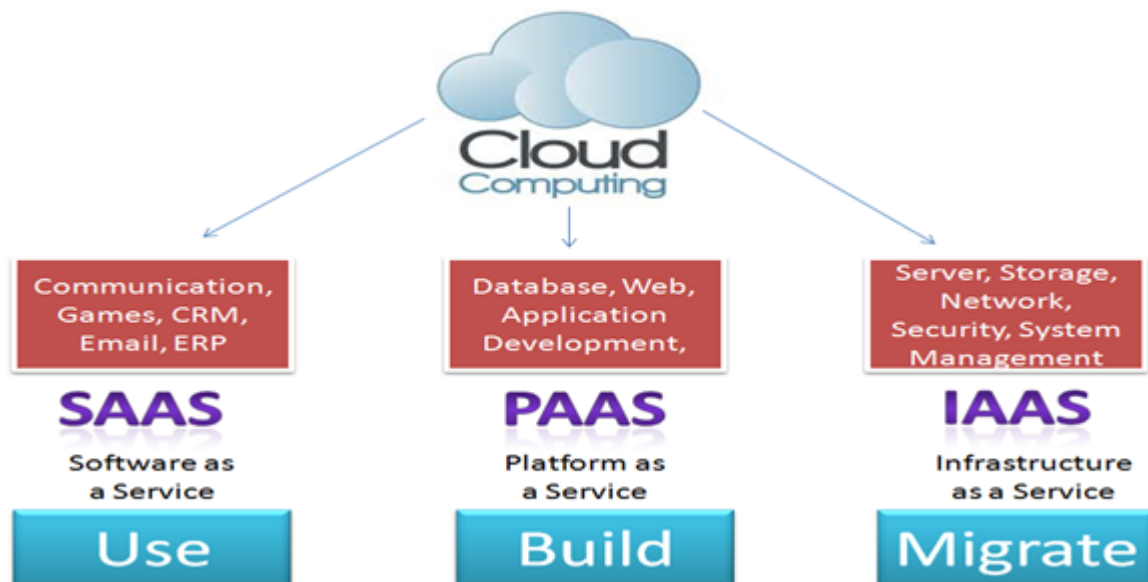 Cloud
Computing
Communication,
Games, CRM,
Email, ERP
SAAS
Software as
a Service
Use
Database, Web,
Application
Development,
PAAS
Platform as
a Service
Build
Server, Storage,
Network,
Security, System
Management
IAAS
Infrastructure
as a Service
Migrate